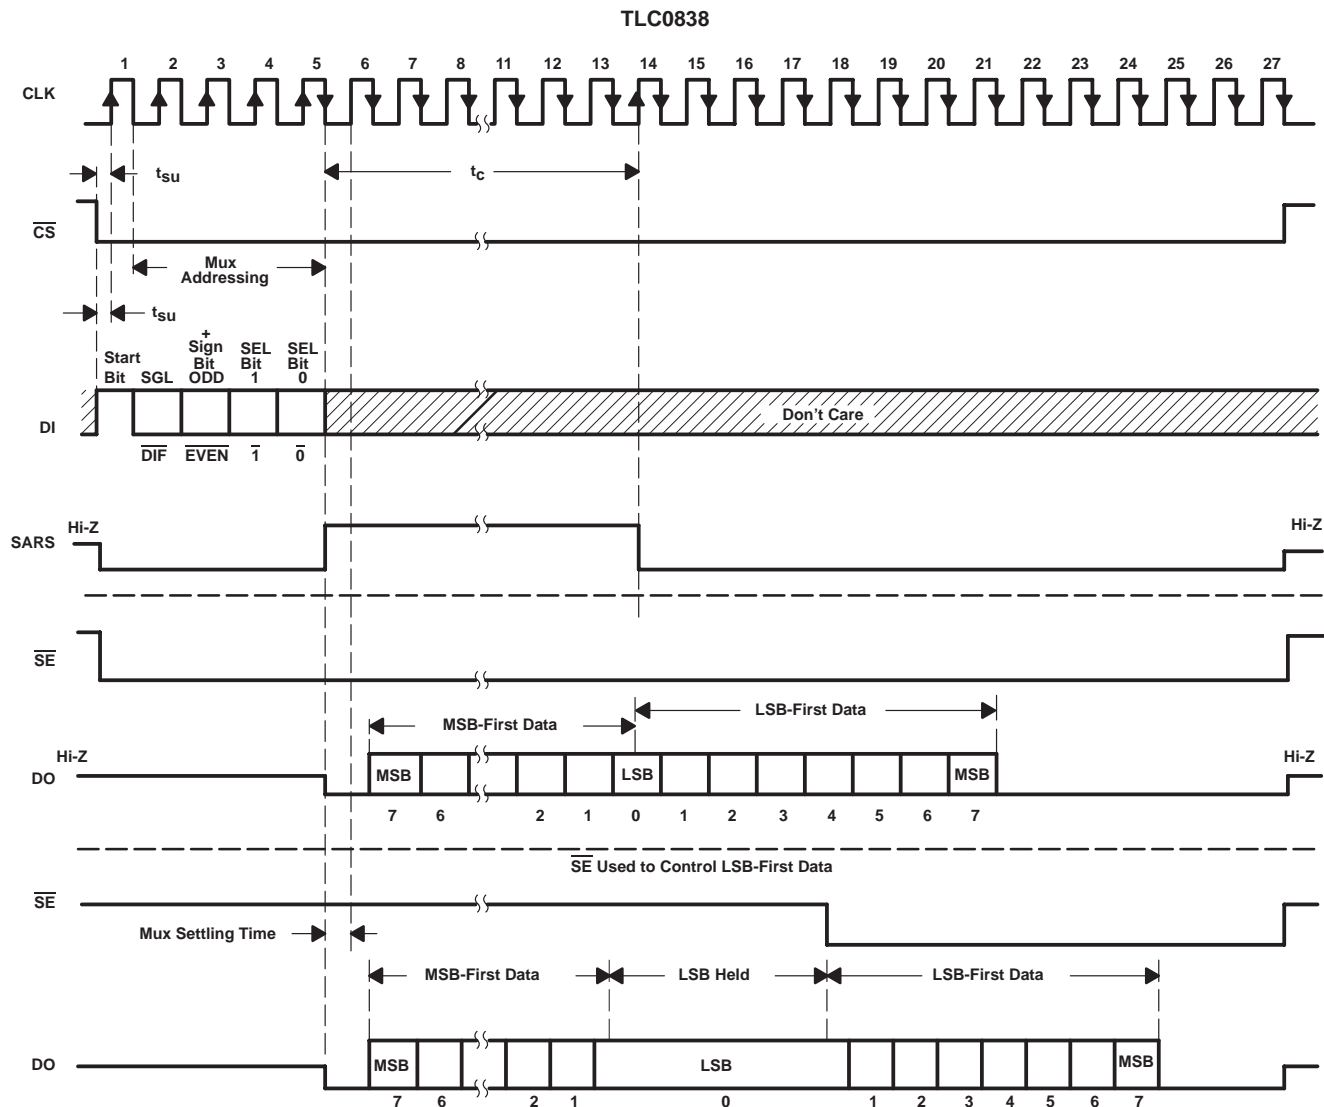 TLC0838
1 2 3 4 5 6 7 8 11 12 13 14 15 16 17 18 19 20 21 22 23 24 25 26 27
CLK
tsu
tc
CS
Mux
Addressing
tsu
+
Sign
Start
Bit
SGL
Bit
ODD
SEL
Bit
1
SEL
Bit
0
DI
Don't Care
DIF
EVEN
1
0
Hi-Z
Hi-Z
SARS
SE
MSB-First Data
LSB-First Data
Hi-Z
Hi-Z
DO
MSB
LSB
MSB
7 6 2 1 0 1 2 3 4 5 6 7
SE Used to Control LSB-First Data
SE
Mux Settling Time
MSB-First Data
LSB Held
LSB-First Data
DO
MSB
LSB
MSB
7 6 2 1 0 1 2 3 4 5 6 7